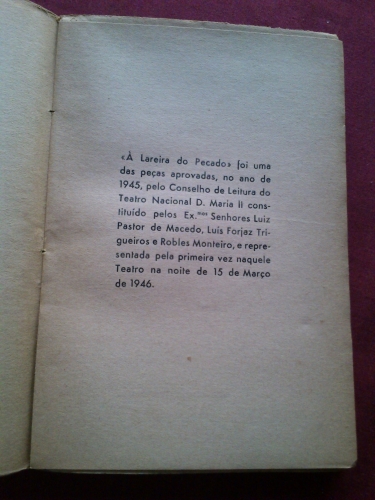 «À Lareira do Pecado» foi uma
das peças aprovadas, no ano de
1945, pelo Conselho de Leitura do
Teatro Nacional D. Maria II cons-
tituído pelos Ex.mos Senhores Luiz
Pastor de Macedo, Luís Forjaz Tri-
gueiros e Robles Monteiro, e repre-
sentada pela primeira vez naquele
Teatro na noite de 15 de Março
de 1946.